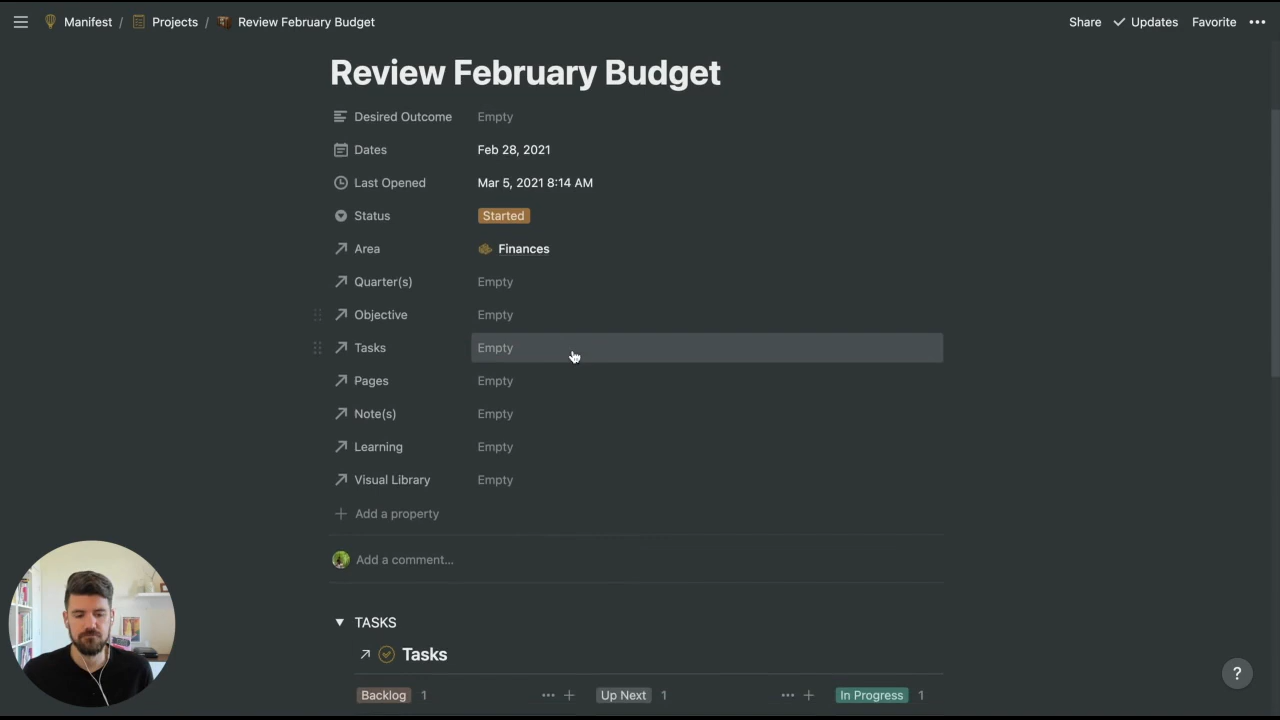 Manifest / Projects / Review February Budget Share Updates Favorite •••
Review February Budget
Desired Outcome Empty
Dates Feb 28, 2021
Last Opened Mar 5, 2021 8:14 AM
Status Started
Area Finances
Quarter(s) Empty
Objective Empty
Tasks Empty
Pages Empty
Note(s) Empty
Learning Empty
Visual Library Empty
+ Add a property
Add a comment...
TASKS
Tasks
Backlog 1 ••• + Up Next 1 ••• + In Progress 1
?